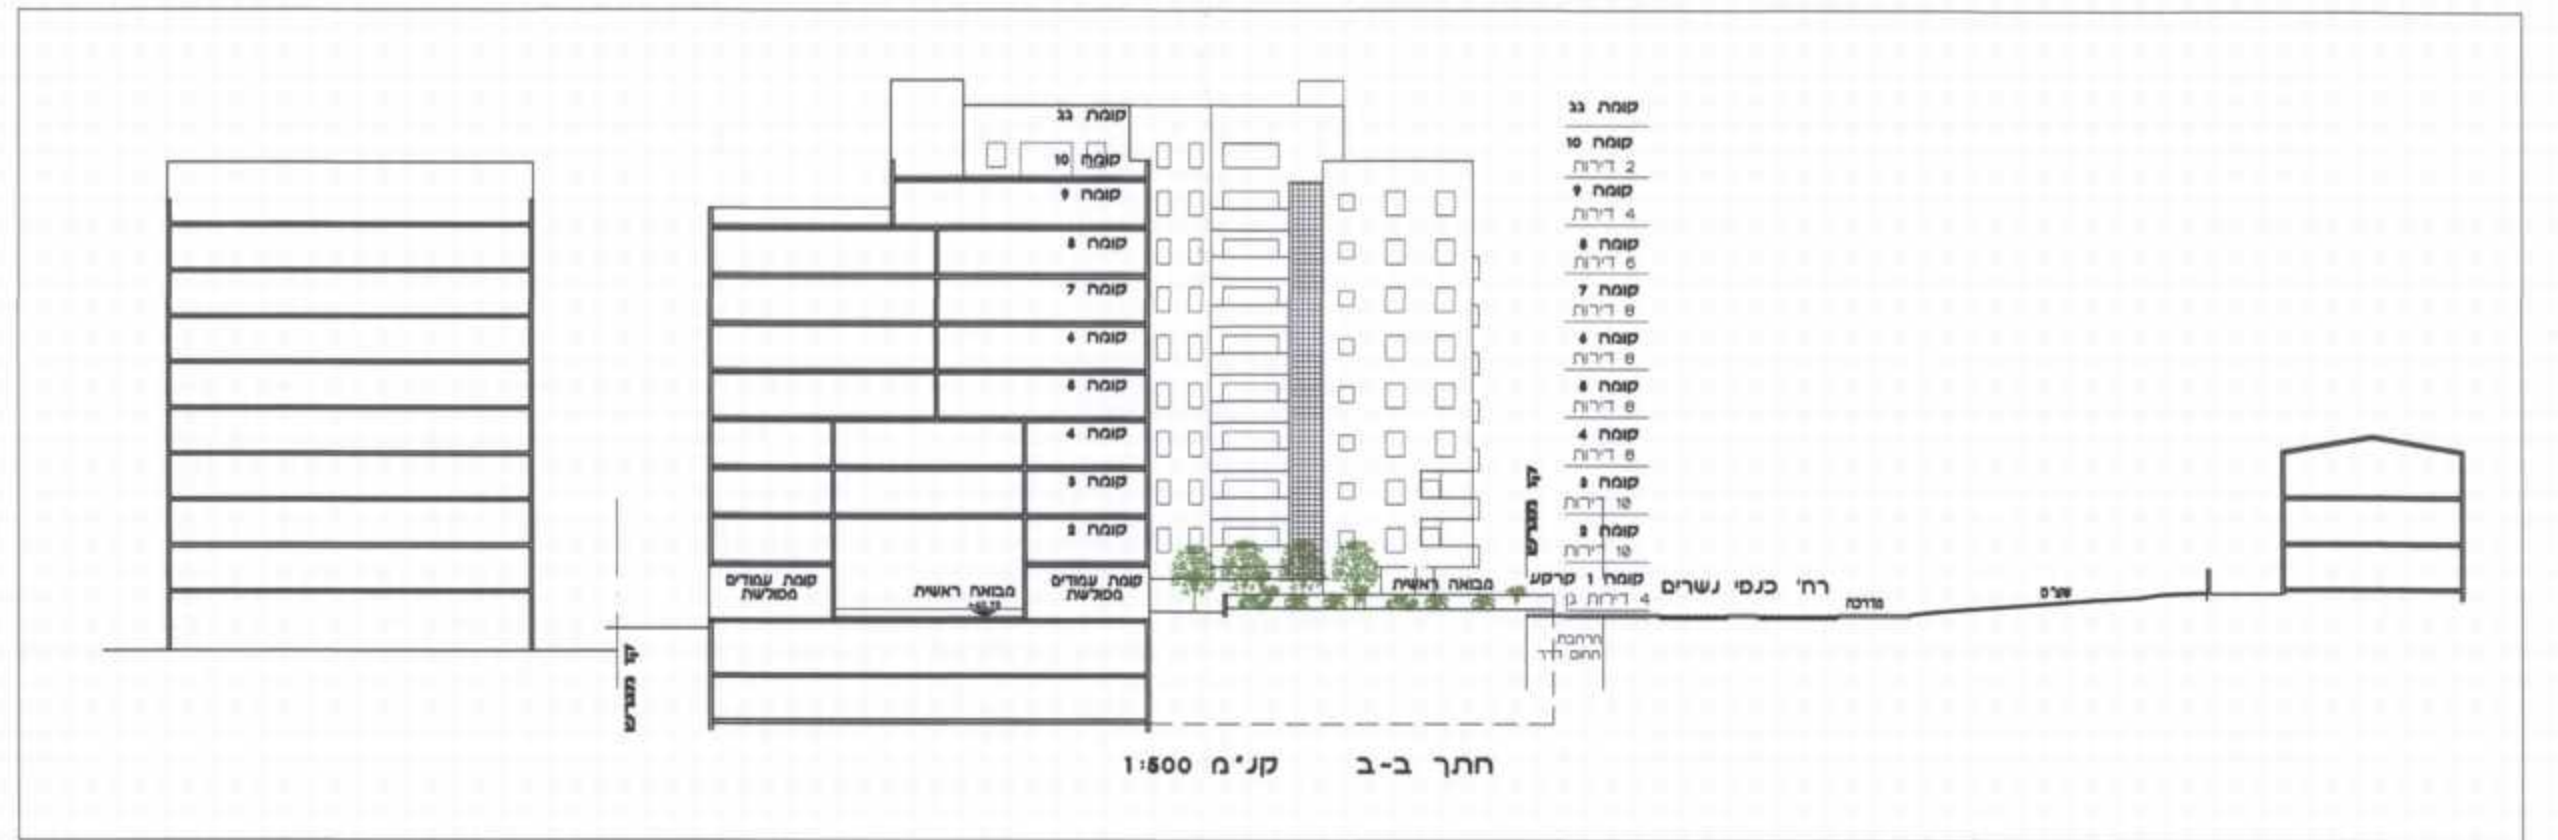 קומת גג
קומה 10
קומה 9
קומה 8
קומה 7
קומה 6
קומה 5
קומה 4
קומה 3
קומה 2
קומת עמודים
מפולשת
מבואה ראשית
קומת עמודים
מפולשת
קו מגרש
מבואה ראשית
קומת גג
קומה 10
2 דירות
קומה 9
4 דירות
קומה 8
6 דירות
קומה 7
8 דירות
קומה 6
8 דירות
קומה 5
8 דירות
קומה 4
8 דירות
קומה 3
10 דירות
קומה 2
10 דירות
קומה 1 קרקע
4 דירות גן
קו מגרש
הרחבת
תחום דרך
רח' כנפי נשרים
מדרכה
שצ"פ
חתך ב-ב קנ"מ 1:500